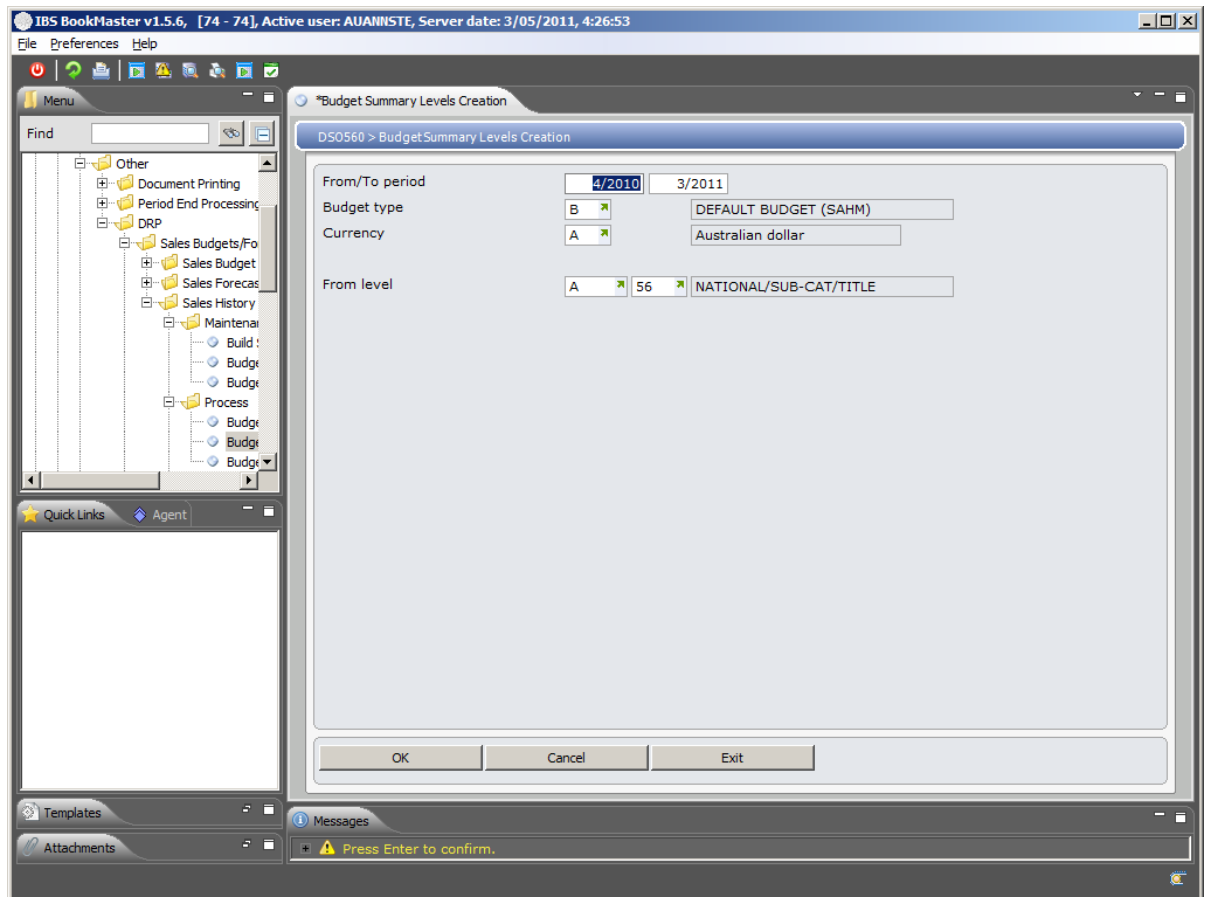 IBS BookMaster v1.5.6, [74 - 74], Active user: AUANNSTE, Server date: 3/05/2011, 4:26:53
File Preferences Help
Menu
Find
Other
Document Printing
Period End Processing
DRP
Sales Budgets/Fo
Sales Budget
Sales Forecas
Sales History
Maintena
Build
Budge
Budge
Process
Budge
Budge
Budge
Quick Links Agent
Templates
Attachments
*Budget Summary Levels Creation
DSO560 > Budget Summary Levels Creation
From/To period 4/2010 3/2011
Budget type B DEFAULT BUDGET (SAHM)
Currency A Australian dollar
From level A 56 NATIONAL/SUB-CAT/TITLE
OK Cancel Exit
Messages
Press Enter to confirm.